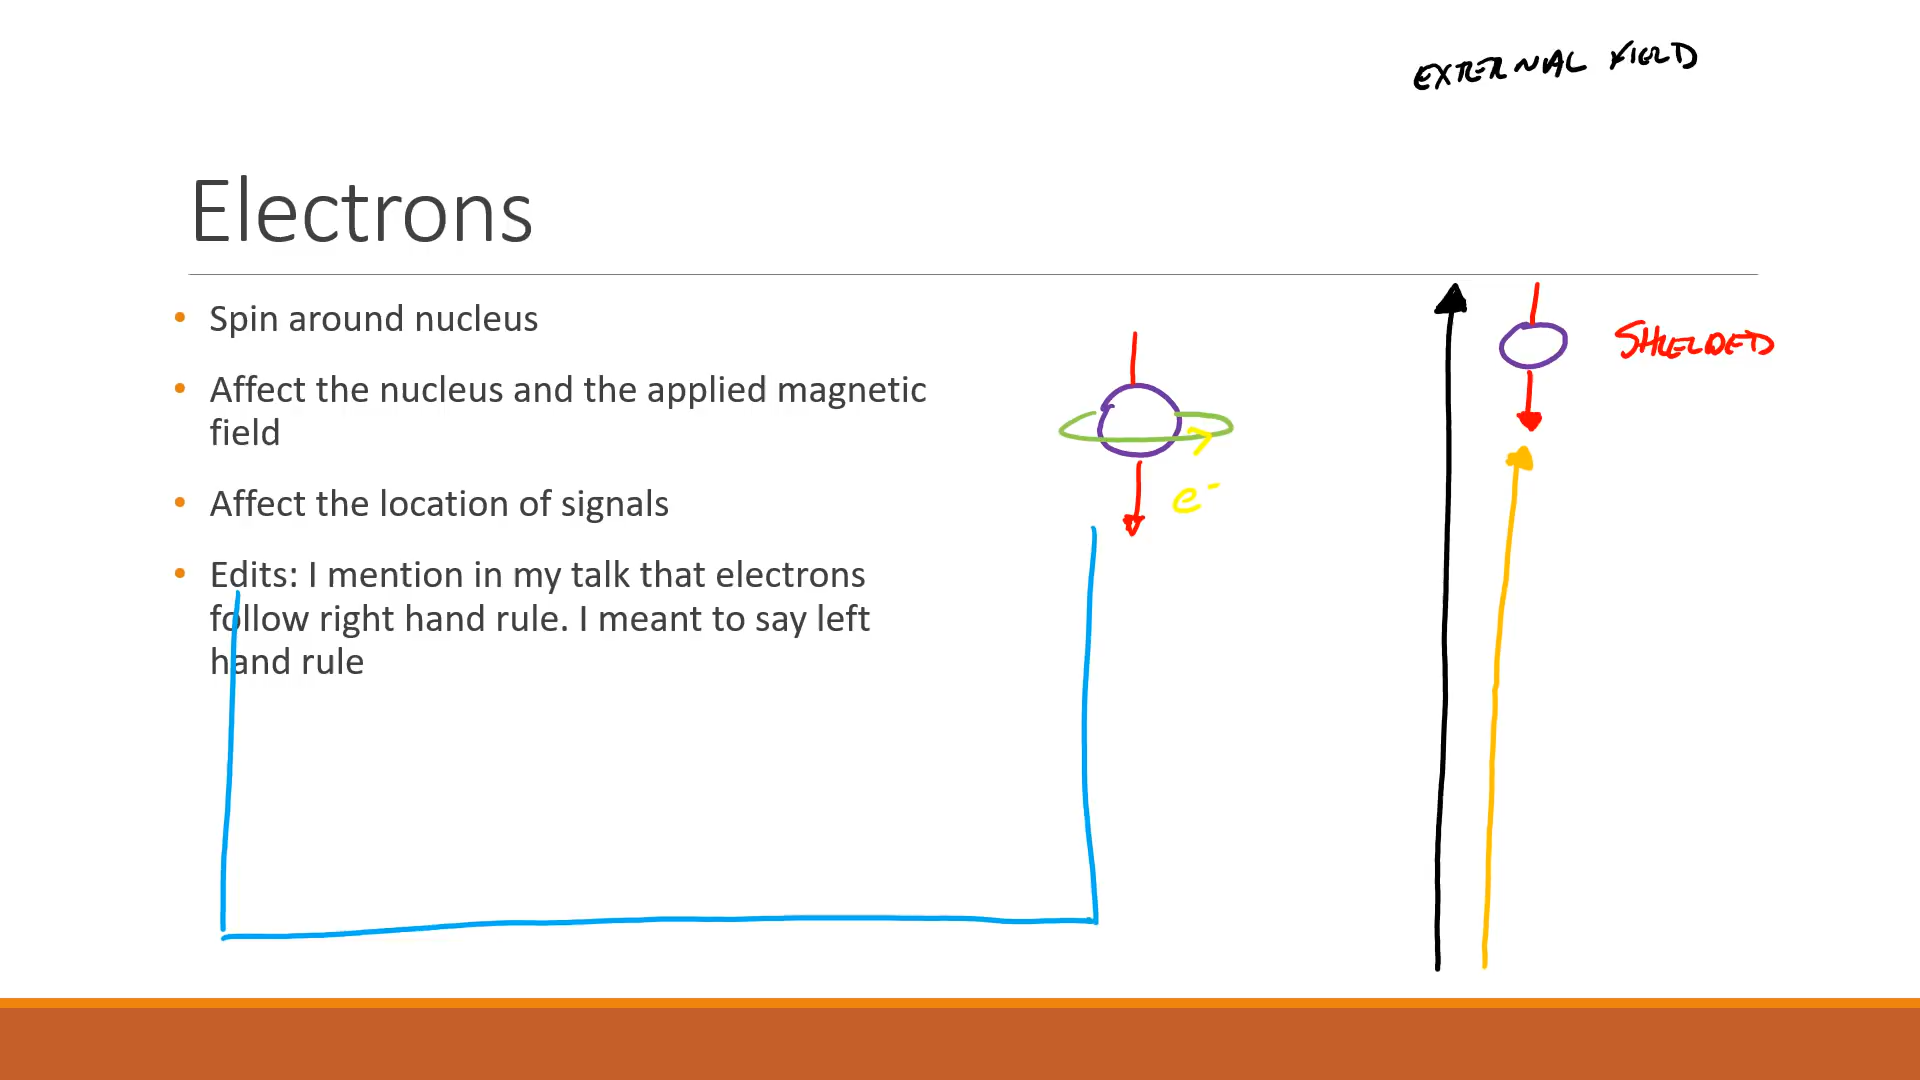 EXTERNAL FIELD
Electrons
• Spin around nucleus
• Affect the nucleus and the applied magnetic
field
• Affect the location of signals
• Edits: I mention in my talk that electrons
follow right hand rule. I meant to say left
hand rule
e-
SHIELDED